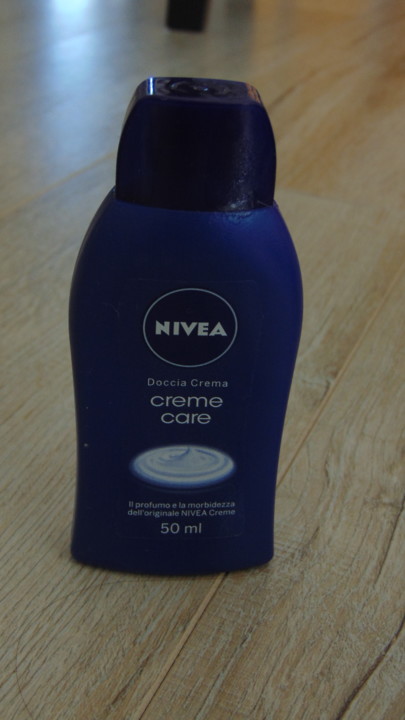 NIVEA
Doccia Crema
creme
care
Il profumo e la morbidezza
dell'originale NIVEA Creme
50 ml